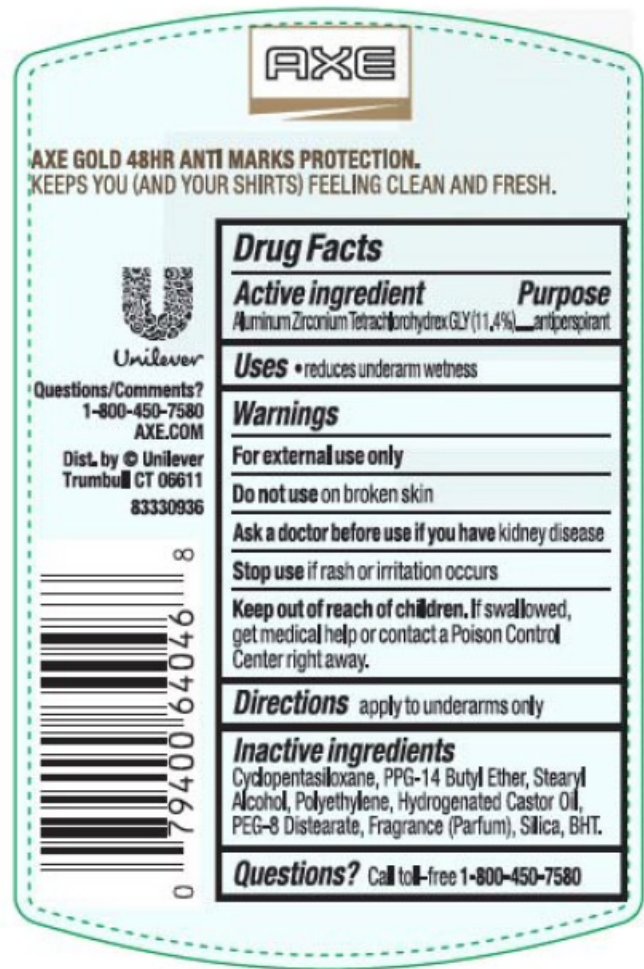 AXE
AXE GOLD 48HR ANTI MARKS PROTECTION.
KEEPS YOU (AND YOUR SHIRTS) FEELING CLEAN AND FRESH.
Unilever
Questions/Comments?
1-800-450-7580
AXE.COM
Dist. by © Unilever
Trumbull CT 06611
83330936
0 79400 64046 8
Drug Facts
Active ingredient Purpose
Aluminum Zirconium Tetrachlorohydrex GLY (11.4%)...antiperspirant
Uses • reduces underarm wetness
Warnings
For external use only
Do not use on broken skin
Ask a doctor before use if you have kidney disease
Stop use if rash or irritation occurs
Keep out of reach of children. If swallowed,
get medical help or contact a Poison Control
Center right away.
Directions apply to underarms only
Inactive ingredients
Cyclopentasiloxane, PPG-14 Butyl Ether, Stearyl
Alcohol, Polyethylene, Hydrogenated Castor Oil,
PEG-8 Distearate, Fragrance (Parfum), Silica, BHT.
Questions? Call toll-free 1-800-450-7580